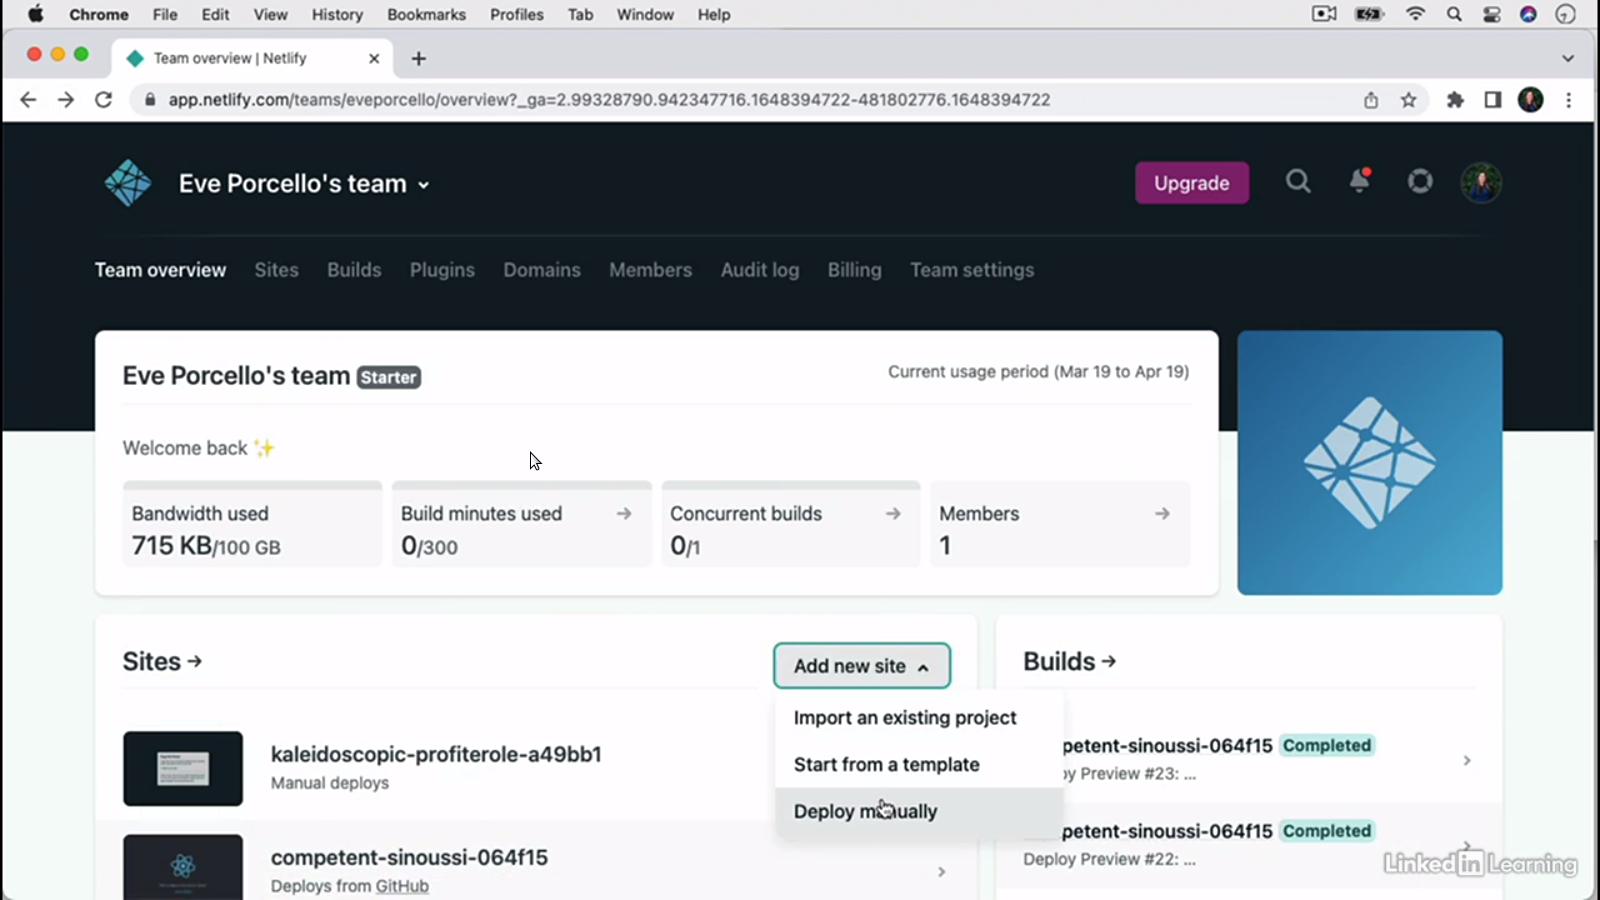 Chrome File Edit View History Bookmarks Profiles Tab Window Help
Team overview | Netlify
app.netlify.com/teams/eveporcello/overview?_ga=2.99328790.942347716.1648394722-481802776.1648394722
Eve Porcello's team
Upgrade
Team overview Sites Builds Plugins Domains Members Audit log Billing Team settings
Eve Porcello's team Starter
Current usage period (Mar 19 to Apr 19)
Welcome back ✨
Bandwidth used
715 KB/100 GB
Build minutes used →
0/300
Concurrent builds →
0/1
Members →
1
Sites →
Add new site
Import an existing project
Start from a template
Deploy manually
kaleidoscopic-profiterole-a49bb1
Manual deploys
competent-sinoussi-064f15
Deploys from GitHub
Builds →
petent-sinoussi-064f15 Completed
oy Preview #23: ...
petent-sinoussi-064f15 Completed
Deploy Preview #22: ...
LinkedIn Learning